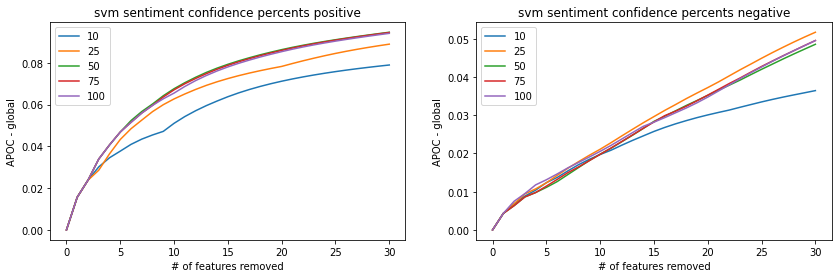 svm sentiment confidence percents positive
APOC - global
0.00
0.02
0.04
0.06
0.08
10
25
50
75
100
0 5 10 15 20 25 30
# of features removed
svm sentiment confidence percents negative
APOC - global
0.05
0.04
0.03
0.02
0.01
0.00
10
25
50
75
100
0 5 10 15 20 25 30
# of features removed